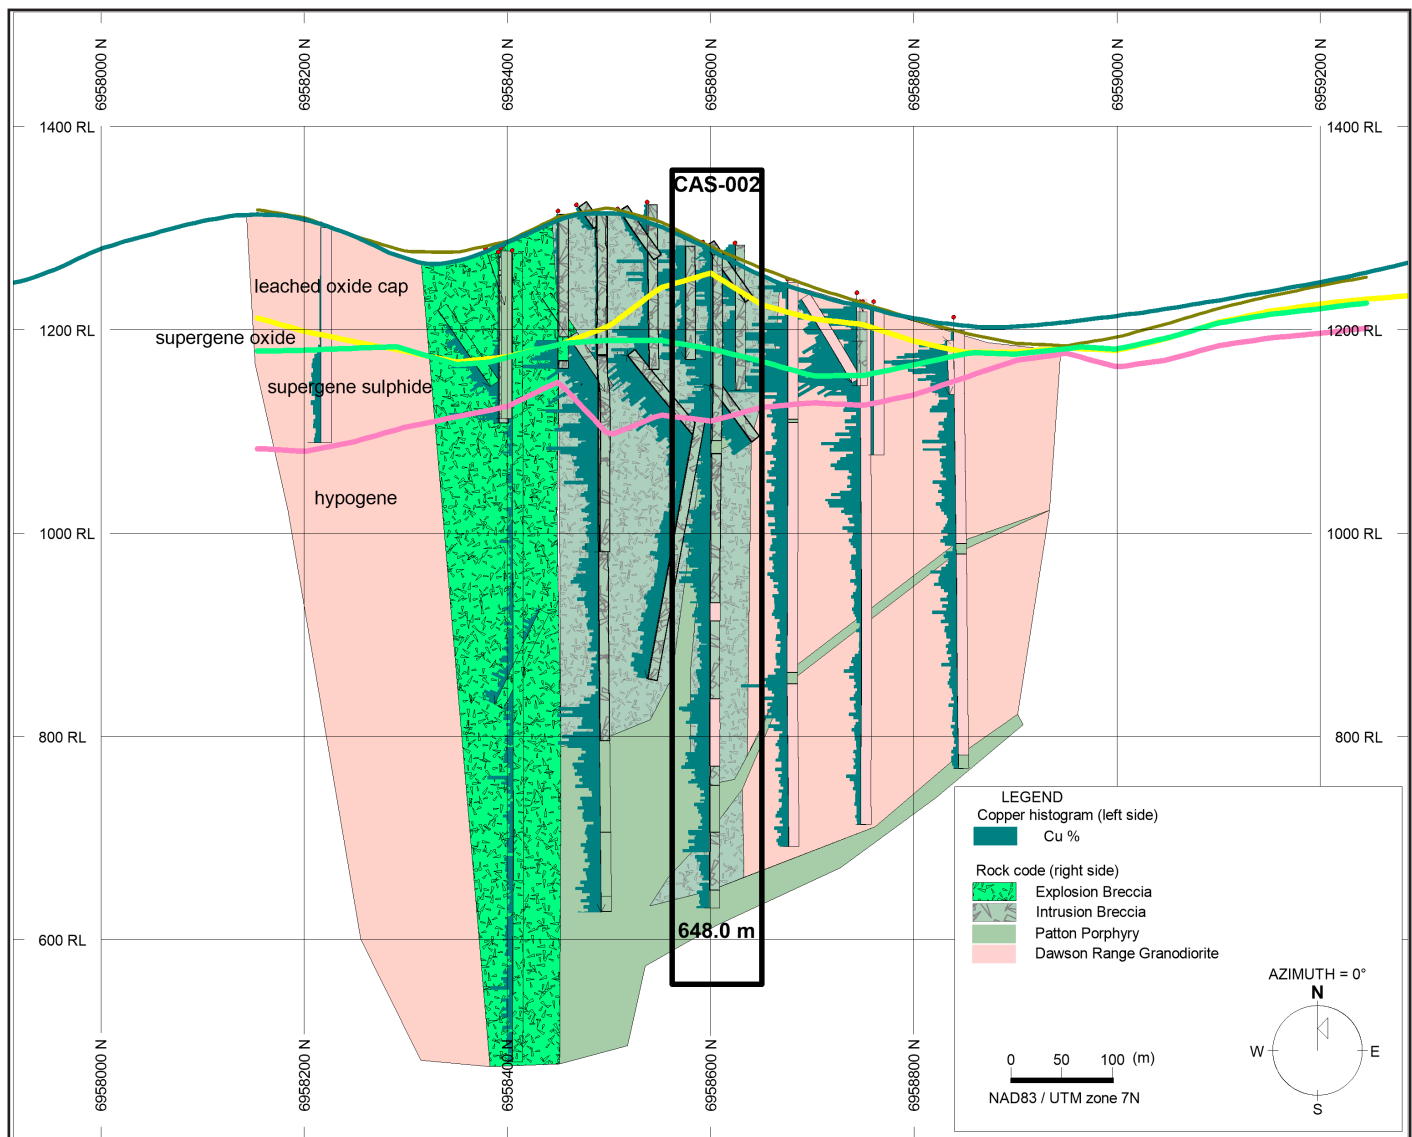 6958000 N
6958200 N
6958400 N
6958600 N
6958800 N
6959000 N
6959200 N
1400 RL
1400 RL
CAS-002
leached oxide cap
1200 RL
1200 RL
supergene oxide
supergene sulphide
hypogene
1000 RL
1000 RL
800 RL
800 RL
600 RL
648.0 m
LEGEND
Copper histogram (left side)
Cu %
Rock code (right side)
Explosion Breccia
Intrusion Breccia
Patton Porphyry
Dawson Range Granodiorite
AZIMUTH = 0°
N
W
E
S
0 50 100 (m)
NAD83 / UTM zone 7N
6958000 N
6958200 N
6958400 N
6958600 N
6958800 N